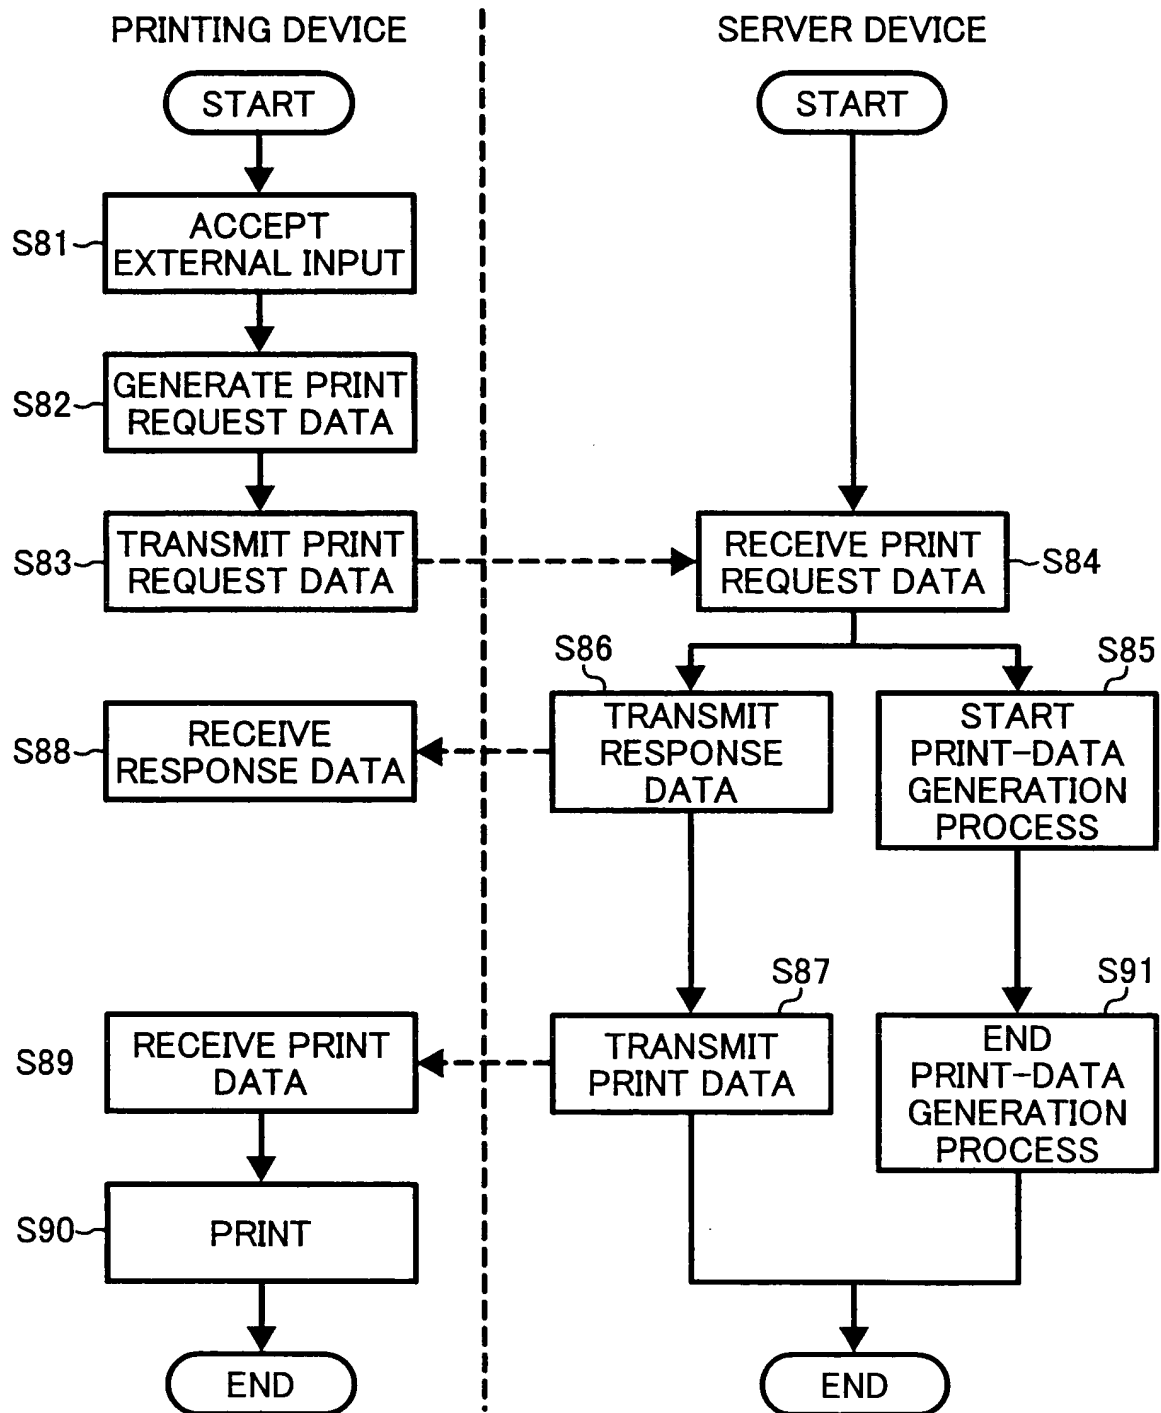 PRINTING DEVICE
SERVER DEVICE
START
START
S81
ACCEPT
EXTERNAL INPUT
S82
GENERATE PRINT
REQUEST DATA
S83
TRANSMIT PRINT
REQUEST DATA
RECEIVE PRINT
REQUEST DATA
S84
S86
S85
S88
RECEIVE
RESPONSE DATA
TRANSMIT
RESPONSE
DATA
START
PRINT-DATA
GENERATION
PROCESS
S87
S91
S89
RECEIVE PRINT
DATA
TRANSMIT
PRINT DATA
END
PRINT-DATA
GENERATION
PROCESS
S90
PRINT
END
END